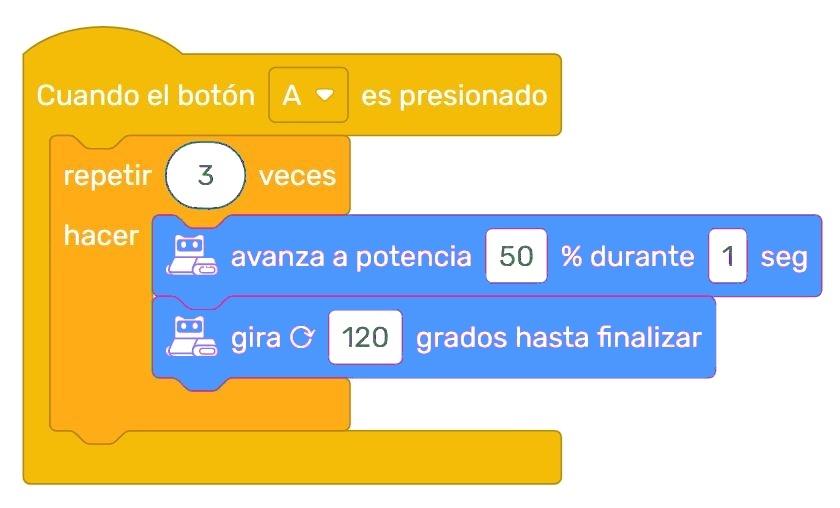 Cuando el botón A es presionado
repetir 3 veces
hacer
avanza a potencia 50 % durante 1 seg
gira 120 grados hasta finalizar